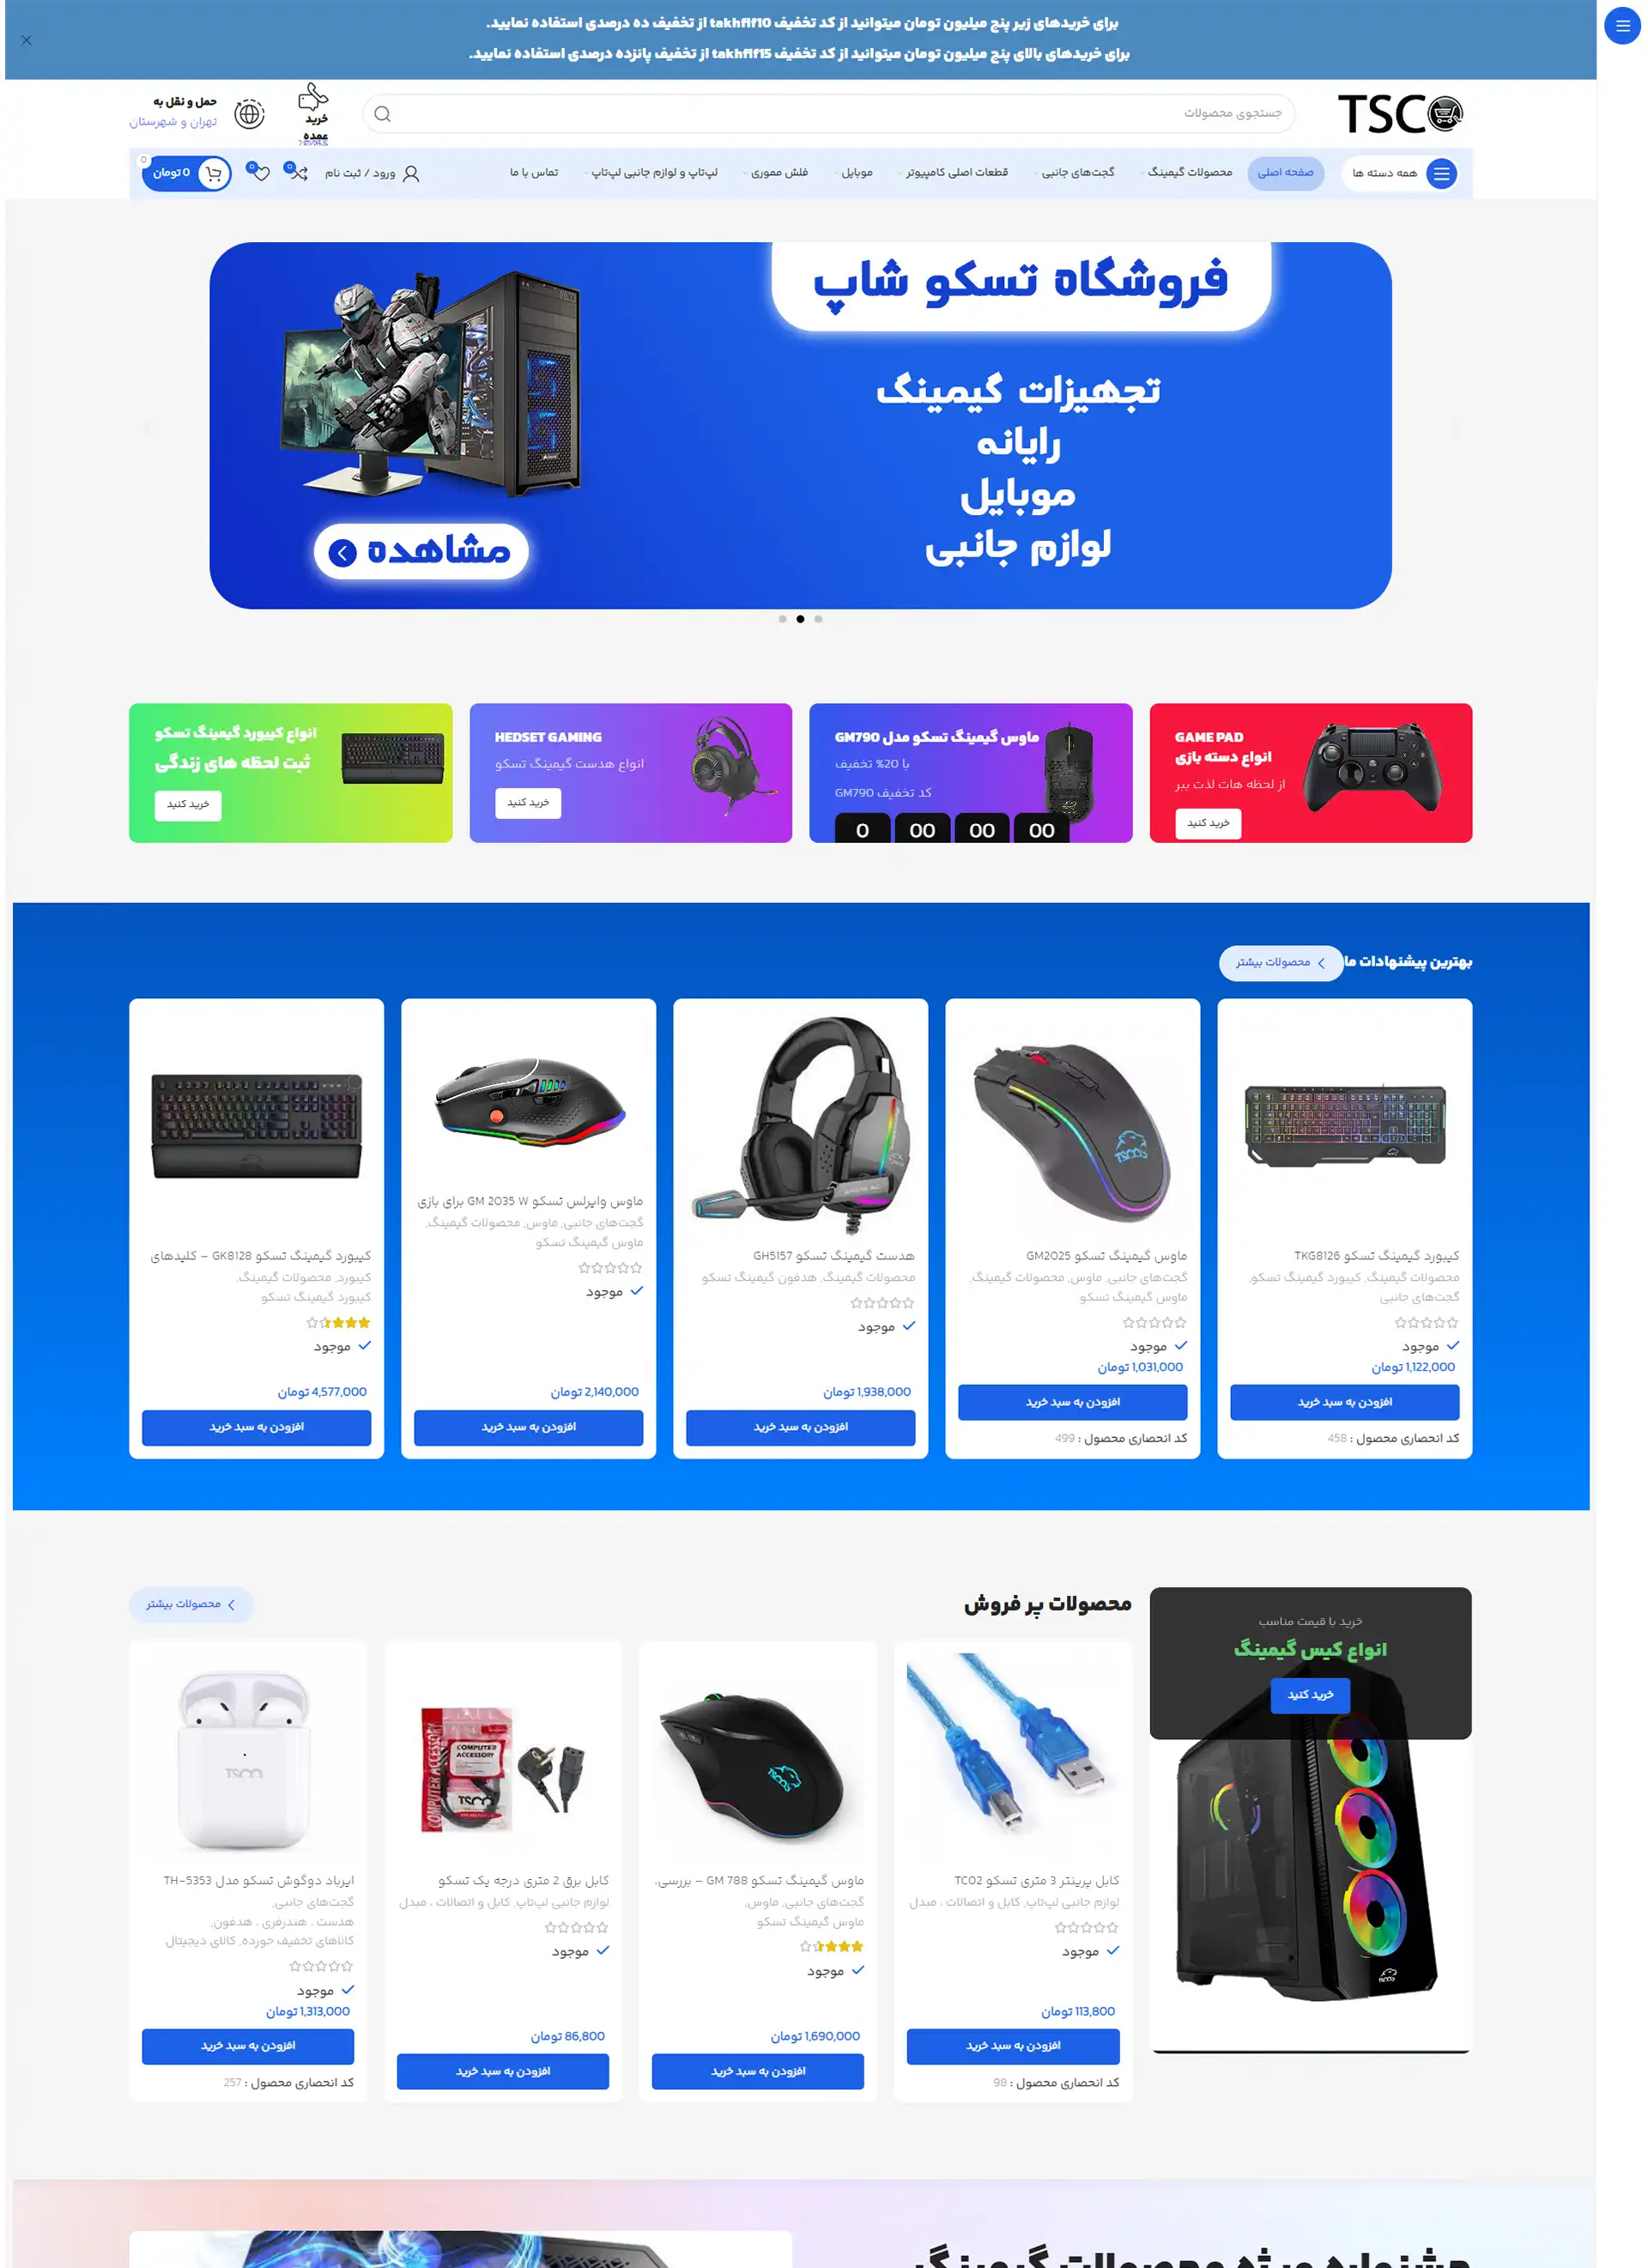 برای خریدهای زیر پنج میلیون تومان میتوانید از کد تخفیف takhfif10 از تخفیف ده درصدی استفاده نمایید.
برای خریدهای بالای پنج میلیون تومان میتوانید از کد تخفیف takhfif15 از تخفیف پانزده درصدی استفاده نمایید.
TSC
جستجوی محصولات
خرید
عمده
حمل و نقل به
تهران و شهرستان
همه دسته ها
صفحه اصلی
محصولات گیمینگ
گجت‌های جانبی
قطعات اصلی کامپیوتر
موبایل
فلش مموری
لپ‌تاپ و لوازم جانبی لپ‌تاپ
تماس با ما
ورود / ثبت نام
0
0
0
0 تومان
فروشگاه تسکو شاپ
تجهیزات گیمینگ
رایانه
موبایل
لوازم جانبی
مشاهده
GAME PAD
انواع دسته بازی
از لحظه هات لذت ببر
خرید کنید
ماوس گیمینگ تسکو مدل GM790
با 20% تخفیف
کد تخفیف GM790
0 00 00 00
HEDSET GAMING
انواع هدست گیمینگ تسکو
خرید کنید
انواع کیبورد گیمینگ تسکو
ثبت لحظه های زندگی
خرید کنید
بهترین پیشنهادات ما
محصولات بیشتر
کیبورد گیمینگ تسکو TKG8126
محصولات گیمینگ, کیبورد گیمینگ تسکو,
گجت‌های جانبی
موجود
1,122,000 تومان
افزودن به سبد خرید
کد انحصاری محصول : 458
ماوس گیمینگ تسکو GM2025
گجت‌های جانبی, ماوس, محصولات گیمینگ,
ماوس گیمینگ تسکو
موجود
1,031,000 تومان
افزودن به سبد خرید
کد انحصاری محصول : 499
هدست گیمینگ تسکو GH5157
محصولات گیمینگ, هدفون گیمینگ تسکو
موجود
1,938,000 تومان
افزودن به سبد خرید
ماوس وایرلس تسکو GM 2035 W برای بازی
گجت‌های جانبی, ماوس, محصولات گیمینگ,
ماوس گیمینگ تسکو
موجود
2,140,000 تومان
افزودن به سبد خرید
کیبورد گیمینگ تسکو GK8128 – کلیدهای
کیبورد, محصولات گیمینگ,
کیبورد گیمینگ تسکو
موجود
4,577,000 تومان
افزودن به سبد خرید
خرید با قیمت مناسب
انواع کیس گیمینگ
خرید کنید
محصولات پر فروش
محصولات بیشتر
کابل پرینتر 3 متری تسکو TC02
لوازم جانبی لپ‌تاپ, کابل و اتصالات ، مبدل
موجود
113,800 تومان
افزودن به سبد خرید
کد انحصاری محصول : 98
ماوس گیمینگ تسکو GM 788 – بررسی،
گجت‌های جانبی, ماوس,
ماوس گیمینگ تسکو
موجود
1,690,000 تومان
افزودن به سبد خرید
COMPUTER ACCESSORY
COMPUTER
ACCESSORY
TSCO
کابل برق 2 متری درجه یک تسکو
لوازم جانبی لپ‌تاپ, کابل و اتصالات ، مبدل
موجود
86,800 تومان
افزودن به سبد خرید
TSCO
ایرباد دوگوش تسکو مدل TH-5353
گجت‌های جانبی,
هدست ، هندزفری ، هدفون,
کالاهای تخفیف خورده, کالای دیجیتال
موجود
1,313,000 تومان
افزودن به سبد خرید
کد انحصاری محصول : 257